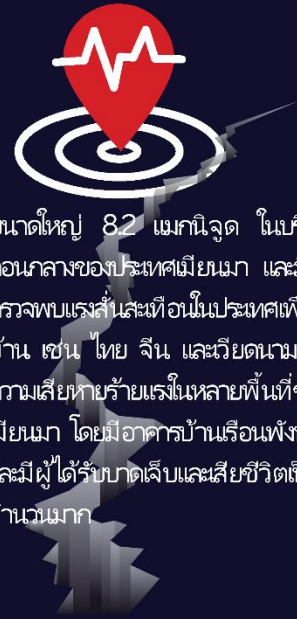 ขนาดใหญ่ 8.2 แมกนิจูด ในบริ
ตอนกลางของประเทศเมียนมา และ
ตรวจพบแรงสั่นสะเทือนในประเทศเพื่
บ้าน เช่น ไทย จีน และเวียดนาม
ความเสียหายร้ายแรงในหลายพื้นที่
เมียนมา โดยมีอาคารบ้านเรือนพัง
และมีผู้ได้รับบาดเจ็บและสียชีวิตเ
จำนวนมาก